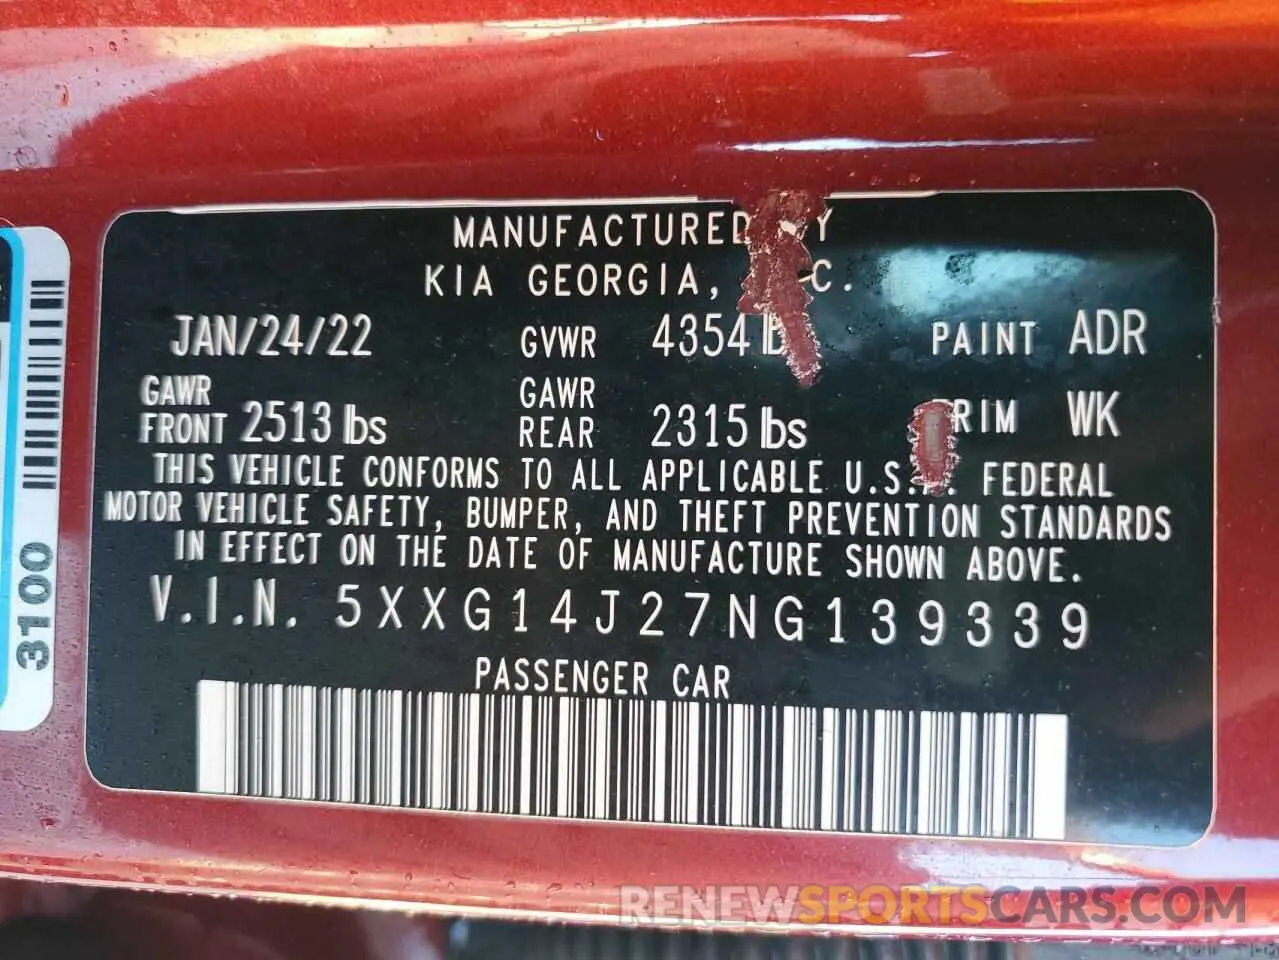 MANUFACTURED
KIA GEORGIA,
JAN/24/22 GVWR 4354 PAINT ADR
GAWR FRONT 2513 lbs GAWR REAR 2315 lbs WK
THIS VEHICLE CONFORMS TO ALL APPLICABLE U.S. FEDERAL
MOTOR VEHICLE SAFETY, BUMPER, AND THEFT PREVENTION STANDARDS
IN EFFECT ON THE DATE OF MANUFACTURE SHOWN ABOVE.
V.I.N. 5XXG14J27NG139339
PASSENGER CAR
3100
RENEWSPORTSCARS.COM